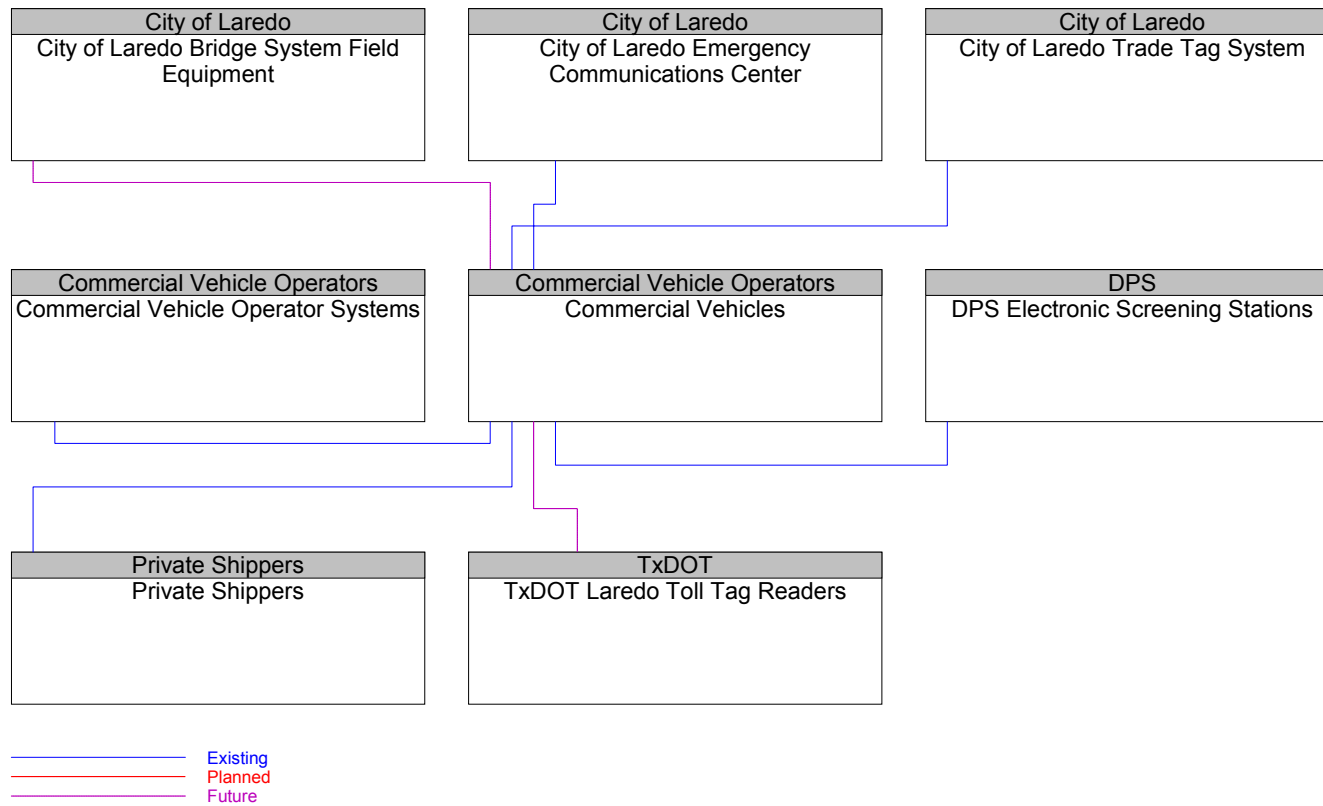 City of Laredo
City of Laredo Bridge System Field
Equipment
City of Laredo
City of Laredo Emergency
Communications Center
City of Laredo
City of Laredo Trade Tag System
Commercial Vehicle Operators
Commercial Vehicle Operator Systems
Commercial Vehicle Operators
Commercial Vehicles
DPS
DPS Electronic Screening Stations
Private Shippers
Private Shippers
TxDOT
TxDOT Laredo Toll Tag Readers
Existing
Planned
Future